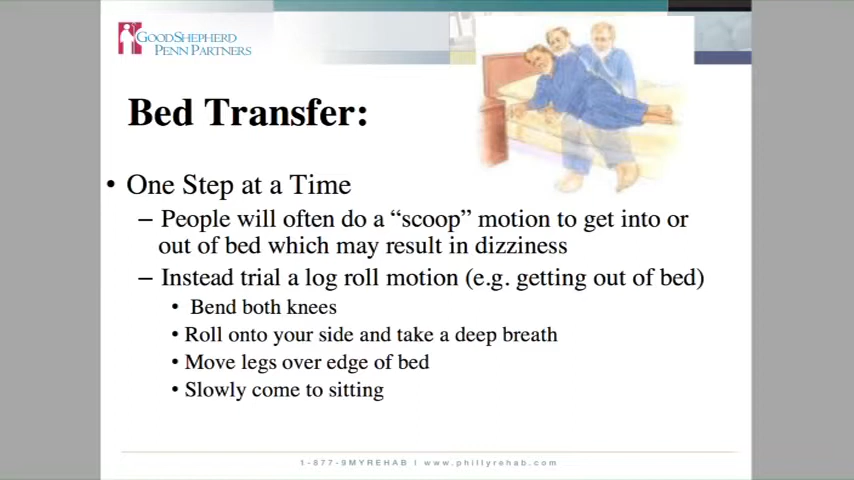 GOODSHEPHERD
PENN PARTNERS
Bed Transfer:
• One Step at a Time
– People will often do a “scoop” motion to get into or
out of bed which may result in dizziness
– Instead trial a log roll motion (e.g. getting out of bed)
• Bend both knees
• Roll onto your side and take a deep breath
• Move legs over edge of bed
• Slowly come to sitting
1-877-9MYREHAB | www.phillyrehab.com